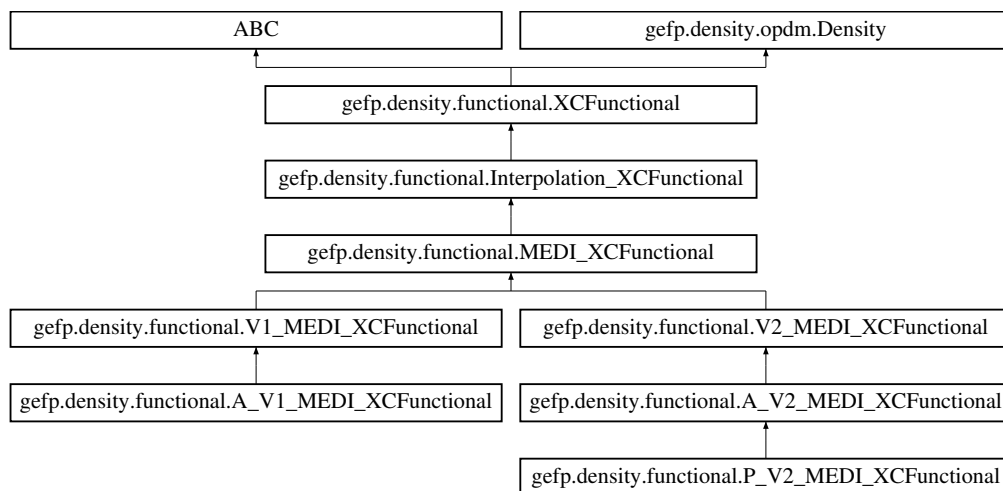 ABC
gefp.density.opdm.Density
gefp.density.functional.XCFunctional
gefp.density.functional.Interpolation_XCFunctional
gefp.density.functional.MEDI_XCFunctional
gefp.density.functional.V1_MEDI_XCFunctional
gefp.density.functional.V2_MEDI_XCFunctional
gefp.density.functional.A_V1_MEDI_XCFunctional
gefp.density.functional.A_V2_MEDI_XCFunctional
gefp.density.functional.P_V2_MEDI_XCFunctional